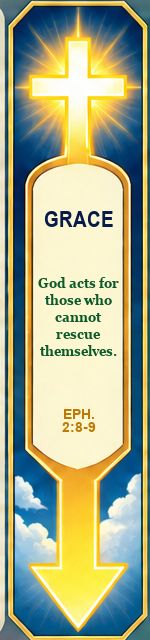 GRACE
God acts for
those who
cannot
rescue
themselves.
EPH.
2:8-9